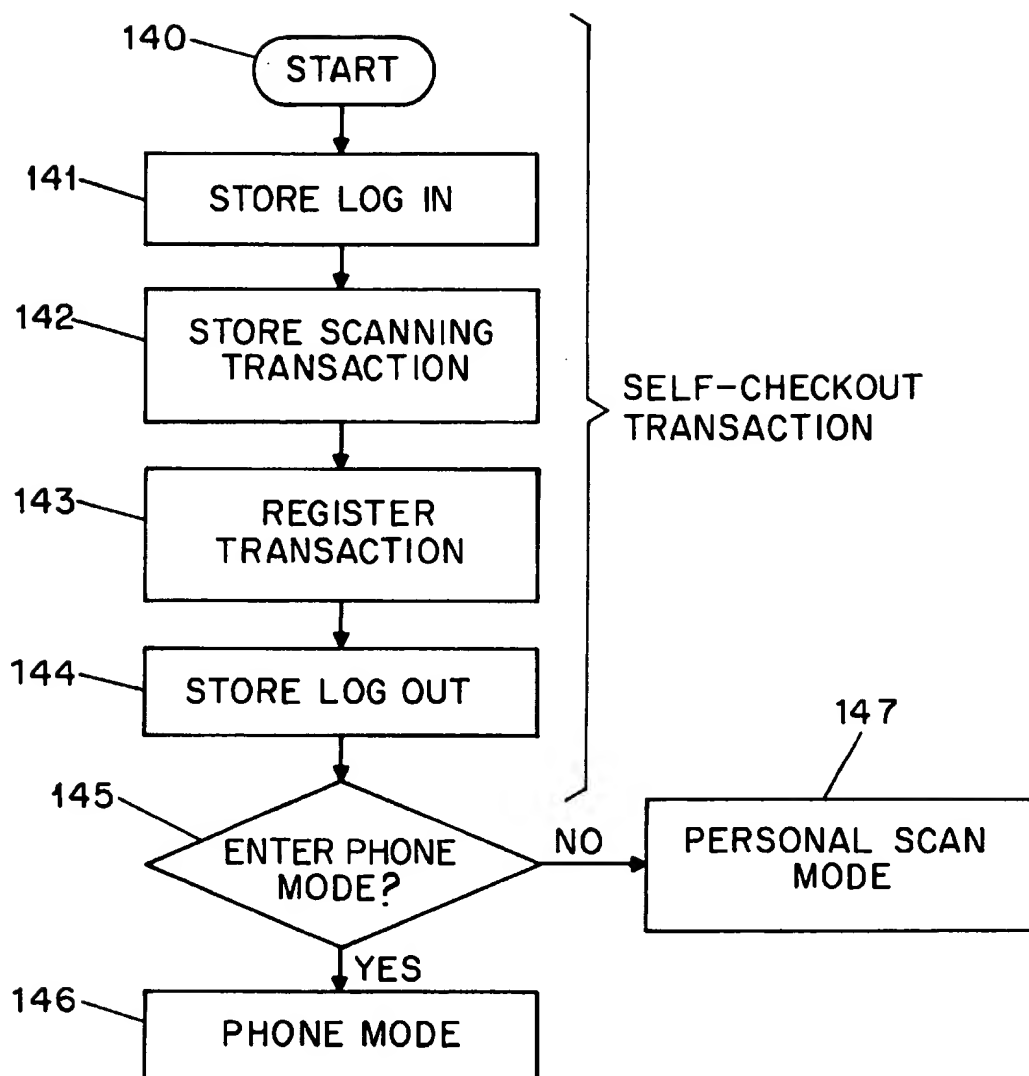 140
START
141
STORE LOG IN
142
STORE SCANNING
TRANSACTION
SELF-CHECKOUT
TRANSACTION
143
REGISTER
TRANSACTION
144
STORE LOG OUT
145
ENTER PHONE
MODE?
NO
147
PERSONAL SCAN
MODE
YES
146
PHONE MODE